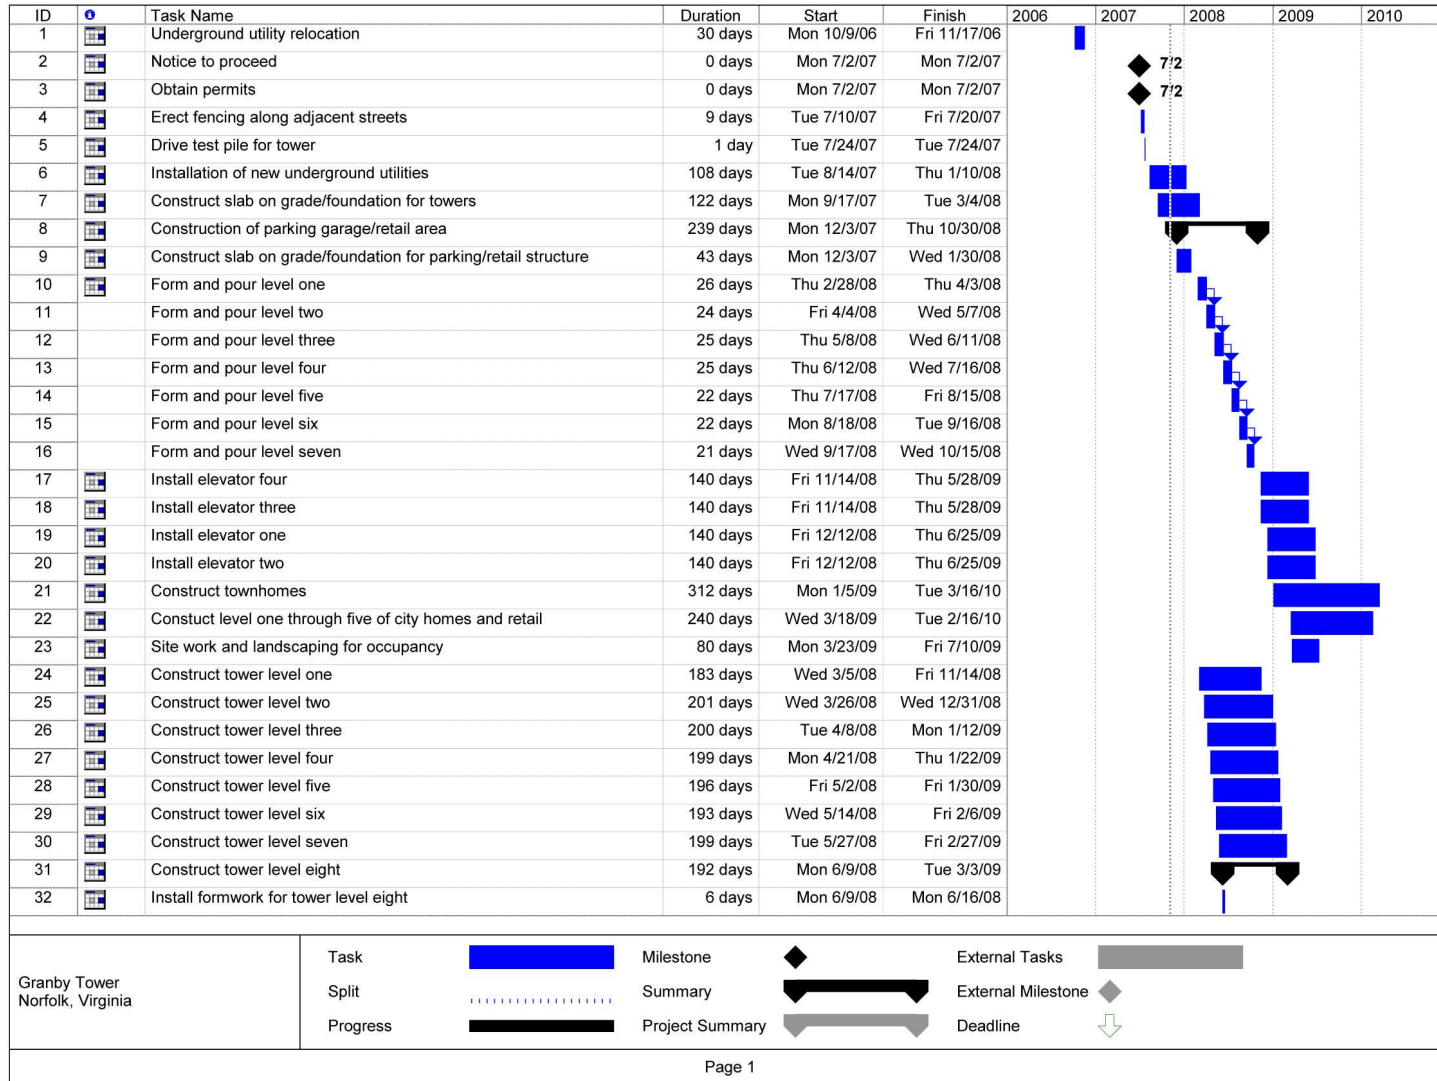 ID Task Name Duration Start Finish 2006 2007 2008 2009 2010
1 Underground utility relocation 30 days Mon 10/9/06 Fri 11/17/06
2 Notice to proceed 0 days Mon 7/2/07 Mon 7/2/07 7/2
3 Obtain permits 0 days Mon 7/2/07 Mon 7/2/07 7/2
4 Erect fencing along adjacent streets 9 days Tue 7/10/07 Fri 7/20/07
5 Drive test pile for tower 1 day Tue 7/24/07 Tue 7/24/07
6 Installation of new underground utilities 108 days Tue 8/14/07 Thu 1/10/08
7 Construct slab on grade/foundation for towers 122 days Mon 9/17/07 Tue 3/4/08
8 Construction of parking garage/retail area 239 days Mon 12/3/07 Thu 10/30/08
9 Construct slab on grade/foundation for parking/retail structure 43 days Mon 12/3/07 Wed 1/30/08
10 Form and pour level one 26 days Thu 2/28/08 Thu 4/3/08
11 Form and pour level two 24 days Fri 4/4/08 Wed 5/7/08
12 Form and pour level three 25 days Thu 5/8/08 Wed 6/11/08
13 Form and pour level four 25 days Thu 6/12/08 Wed 7/16/08
14 Form and pour level five 22 days Thu 7/17/08 Fri 8/15/08
15 Form and pour level six 22 days Mon 8/18/08 Tue 9/16/08
16 Form and pour level seven 21 days Wed 9/17/08 Wed 10/15/08
17 Install elevator four 140 days Fri 11/14/08 Thu 5/28/09
18 Install elevator three 140 days Fri 11/14/08 Thu 5/28/09
19 Install elevator one 140 days Fri 12/12/08 Thu 6/25/09
20 Install elevator two 140 days Fri 12/12/08 Thu 6/25/09
21 Construct townhomes 312 days Mon 1/5/09 Tue 3/16/10
22 Constuct level one through five of city homes and retail 240 days Wed 3/18/09 Tue 2/16/10
23 Site work and landscaping for occupancy 80 days Mon 3/23/09 Fri 7/10/09
24 Construct tower level one 183 days Wed 3/5/08 Fri 11/14/08
25 Construct tower level two 201 days Wed 3/26/08 Wed 12/31/08
26 Construct tower level three 200 days Tue 4/8/08 Mon 1/12/09
27 Construct tower level four 199 days Mon 4/21/08 Thu 1/22/09
28 Construct tower level five 196 days Fri 5/2/08 Fri 1/30/09
29 Construct tower level six 193 days Wed 5/14/08 Fri 2/6/09
30 Construct tower level seven 199 days Tue 5/27/08 Fri 2/27/09
31 Construct tower level eight 192 days Mon 6/9/08 Tue 3/3/09
32 Install formwork for tower level eight 6 days Mon 6/9/08 Mon 6/16/08
Granby Tower
Norfolk, Virginia
Task Milestone External Tasks
Split Summary External Milestone
Progress Project Summary Deadline
Page 1